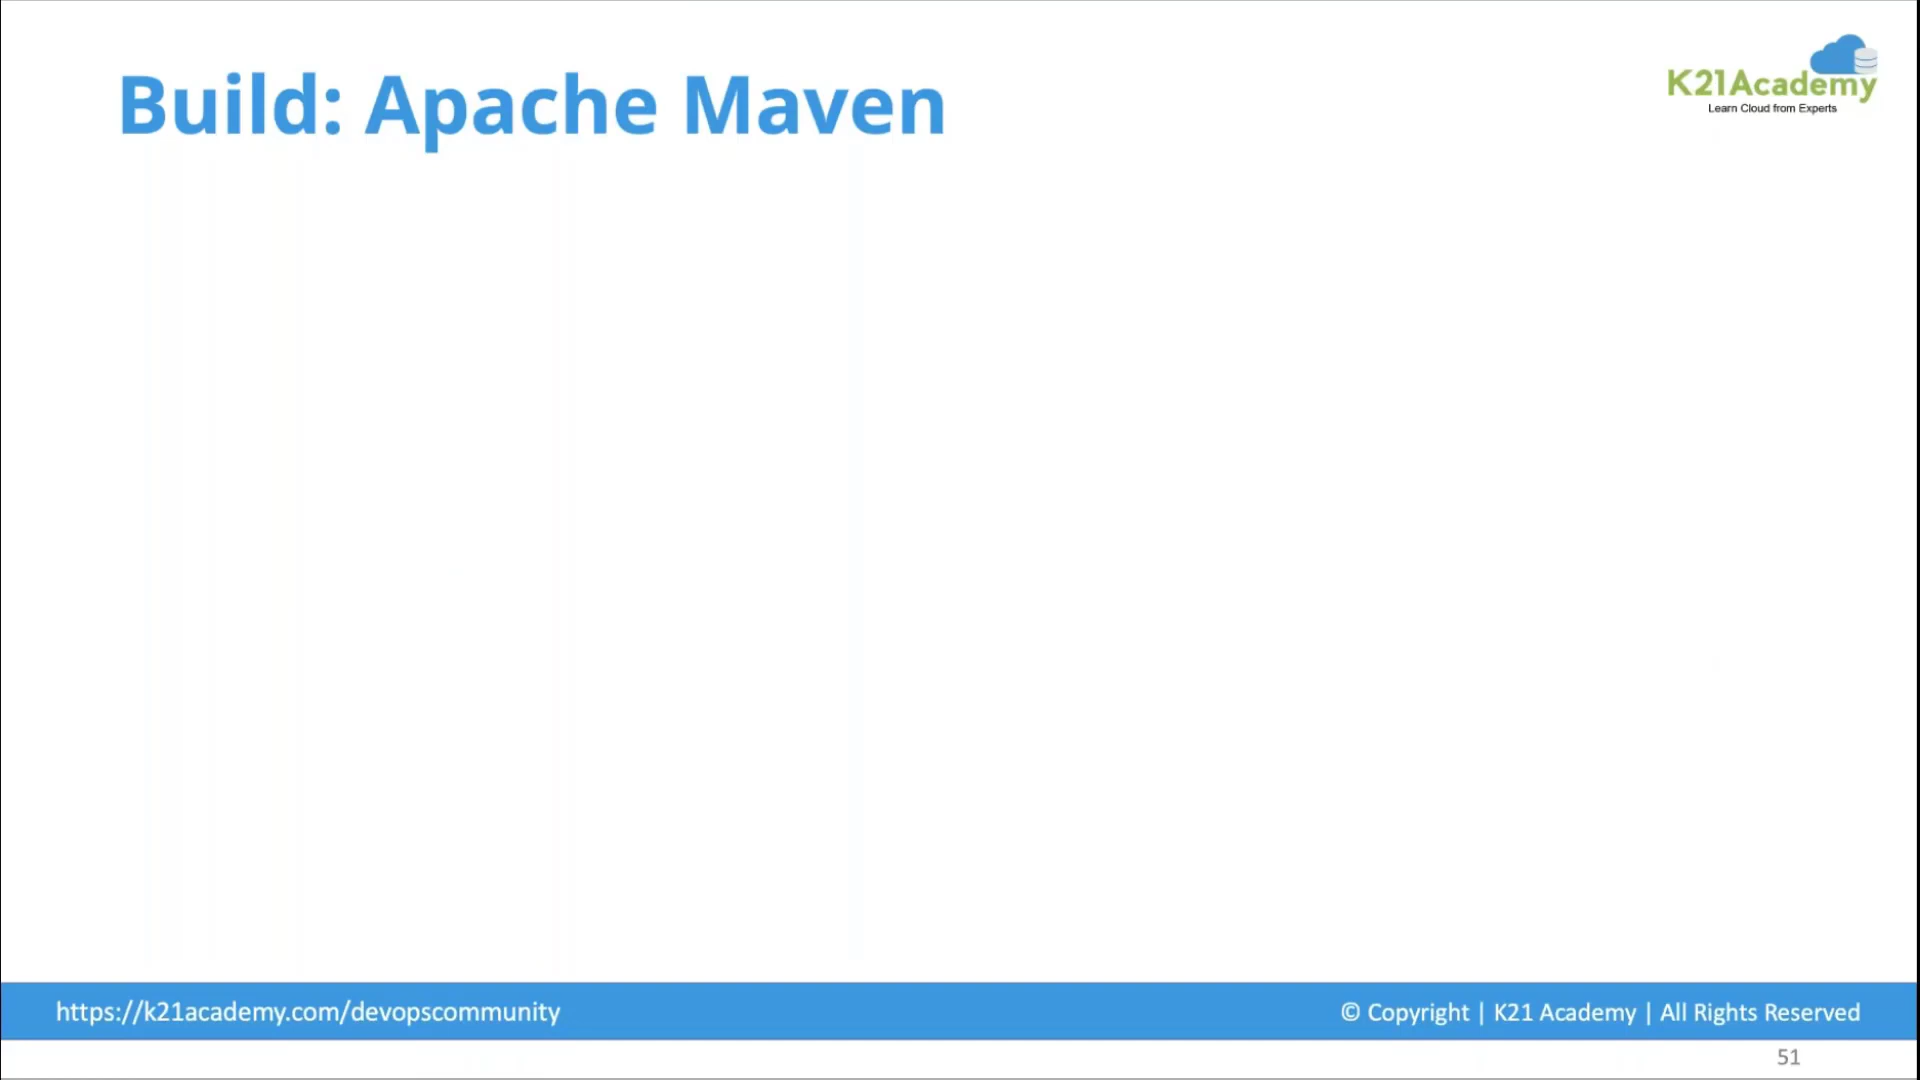 Build: Apache Maven
K21Academy
Learn Cloud from Experts
https://k21academy.com/devopscommunity
© Copyright | K21 Academy | All Rights Reserved
51